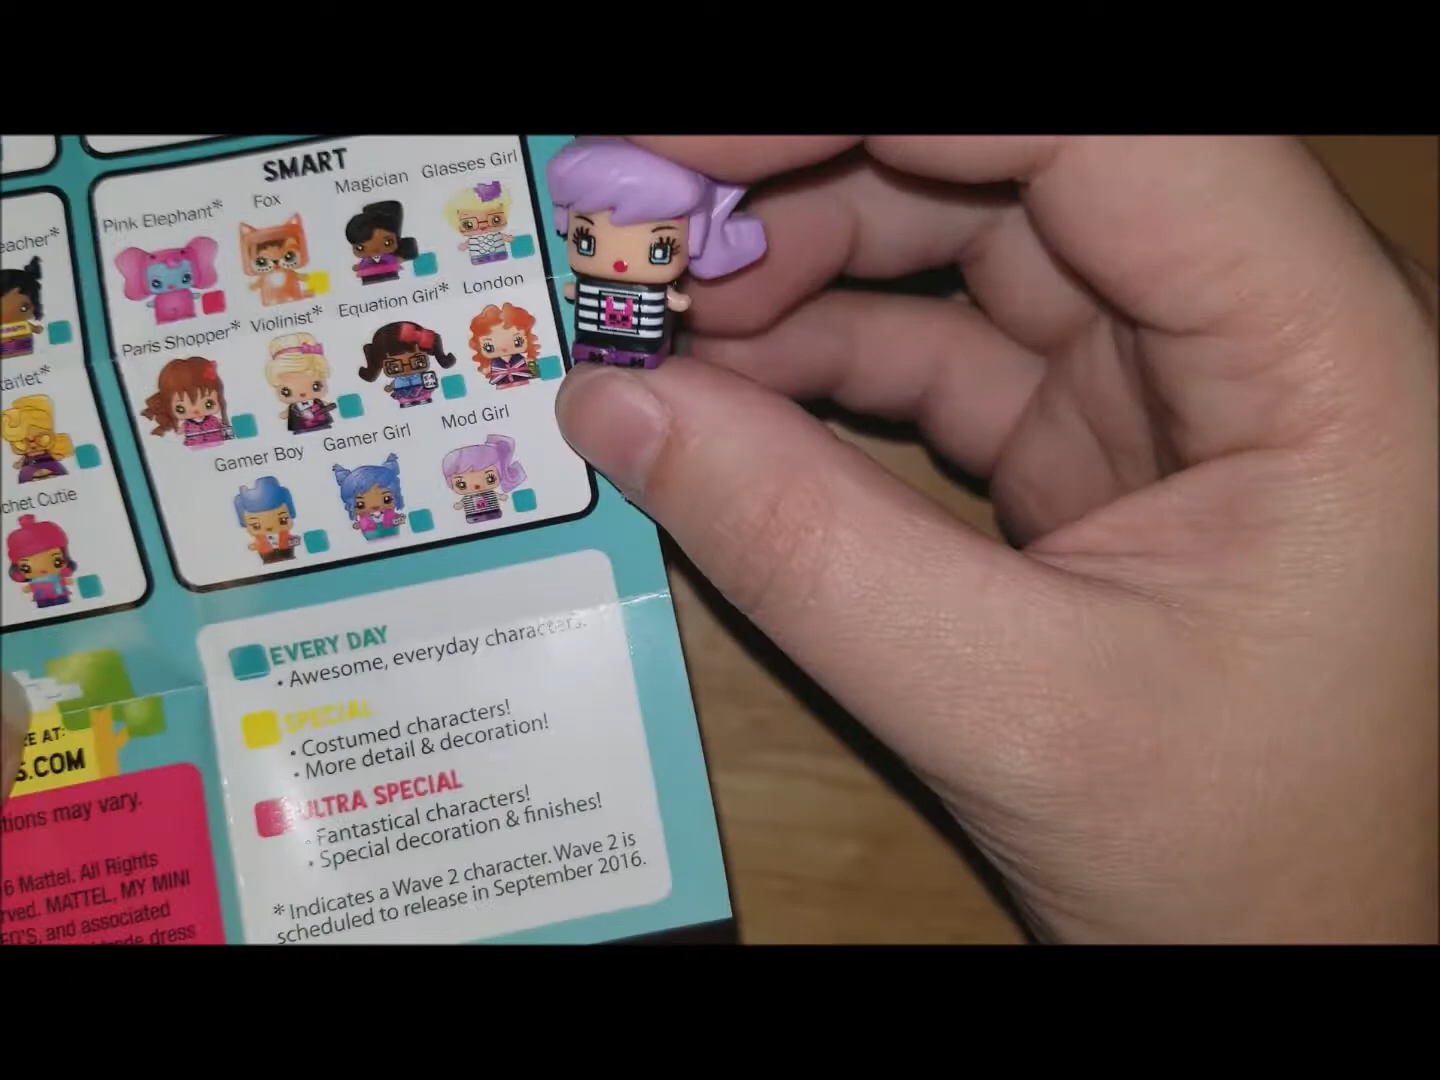 SMART
Pink Elephant*
Fox
Magician
Glasses Girl
Paris Shopper*
Violinist*
Equation Girl*
London
Gamer Boy
Gamer Girl
Mod Girl
eacher*
chet Cutie
EVERY DAY
• Awesome, everyday characters.
SPECIAL
• Costumed characters!
• More detail & decoration!
ULTRA SPECIAL
• Fantastical characters!
• Special decoration & finishes!
* Indicates a Wave 2 character. Wave 2 is
scheduled to release in September 2016.
E AT:
S.COM
tions may vary.
6 Mattel. All Rights
rved. MATTEL, MY MINI
EO'S, and associated
trade dress